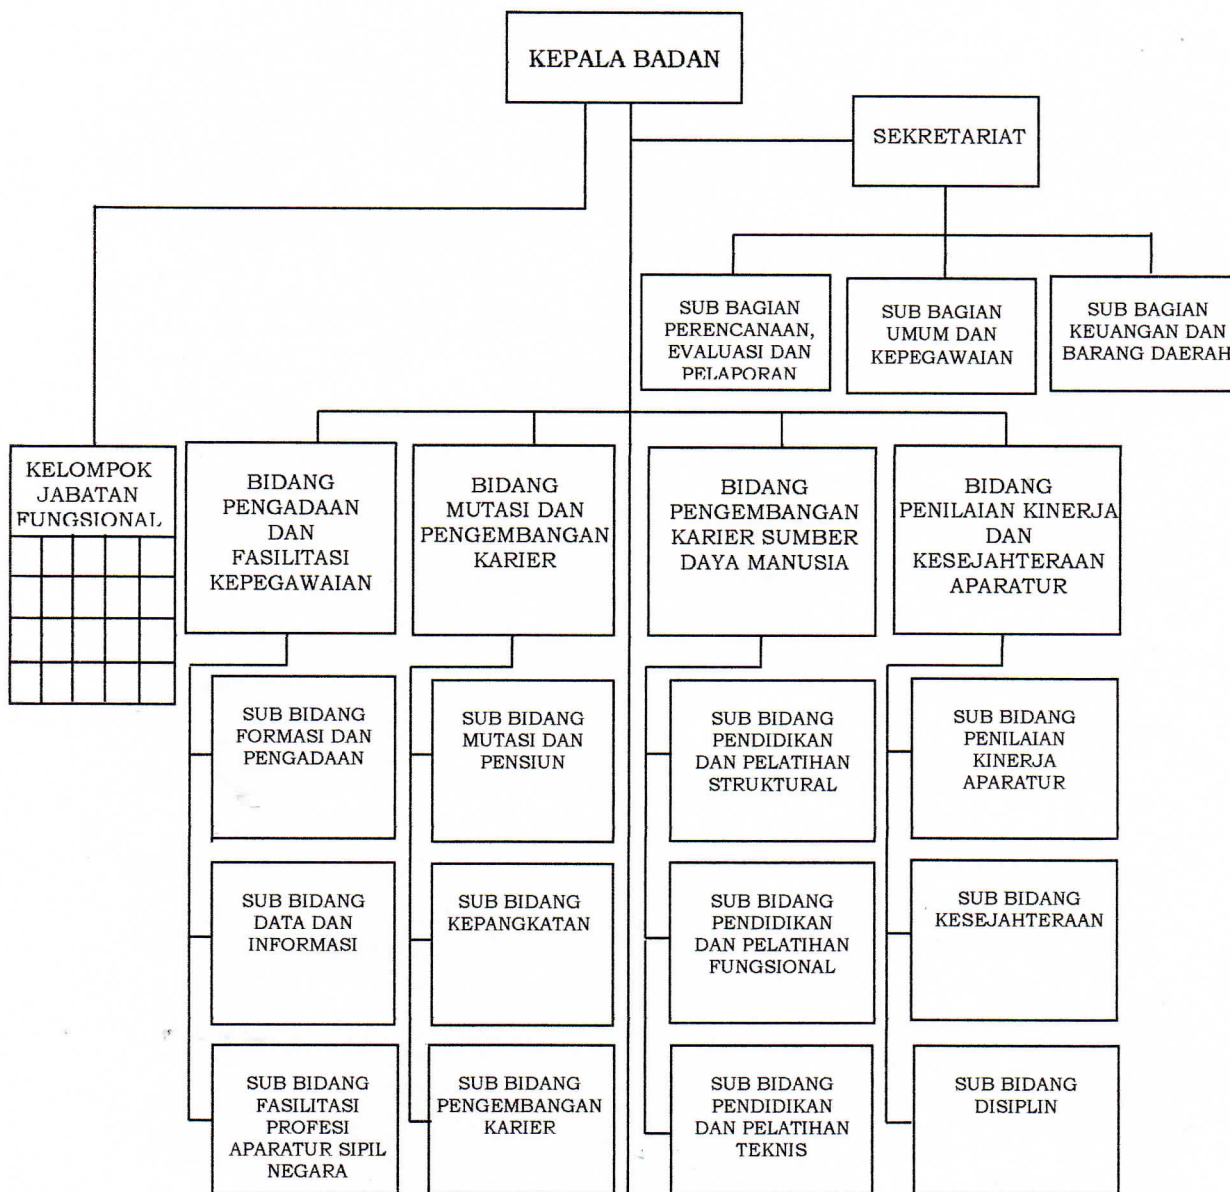 KEPALA BADAN
SEKRETARIAT
SUB BAGIAN
PERENCANAAN,
EVALUASI DAN
PELAPORAN
SUB BAGIAN
UMUM DAN
KEPEGAWAIAN
SUB BAGIAN
KEUANGAN DAN
BARANG DAERAH
KELOMPOK
JABATAN
FUNGSIONAL
BIDANG
PENGADAAN
DAN
FASILITASI
KEPEGAWAIAN
BIDANG
MUTASI DAN
PENGEMBANGAN
KARIER
BIDANG
PENGEMBANGAN
KARIER SUMBER
DAYA MANUSIA
BIDANG
PENILAIAN KINERJA
DAN
KESEJAHTERAAN
APARATUR
SUB BIDANG
FORMASI DAN
PENGADAAN
SUB BIDANG
MUTASI DAN
PENSIUN
SUB BIDANG
PENDIDIKAN
DAN PELATIHAN
STRUKTURAL
SUB BIDANG
PENILAIAN
KINERJA
APARATUR
SUB BIDANG
DATA DAN
INFORMASI
SUB BIDANG
KEPANGKATAN
SUB BIDANG
PENDIDIKAN
DAN PELATIHAN
FUNGSIONAL
SUB BIDANG
KESEJAHTERAAN
SUB BIDANG
FASILITASI
PROFESI
APARATUR SIPIL
NEGARA
SUB BIDANG
PENGEMBANGAN
KARIER
SUB BIDANG
PENDIDIKAN
DAN PELATIHAN
TEKNIS
SUB BIDANG
DISIPLIN